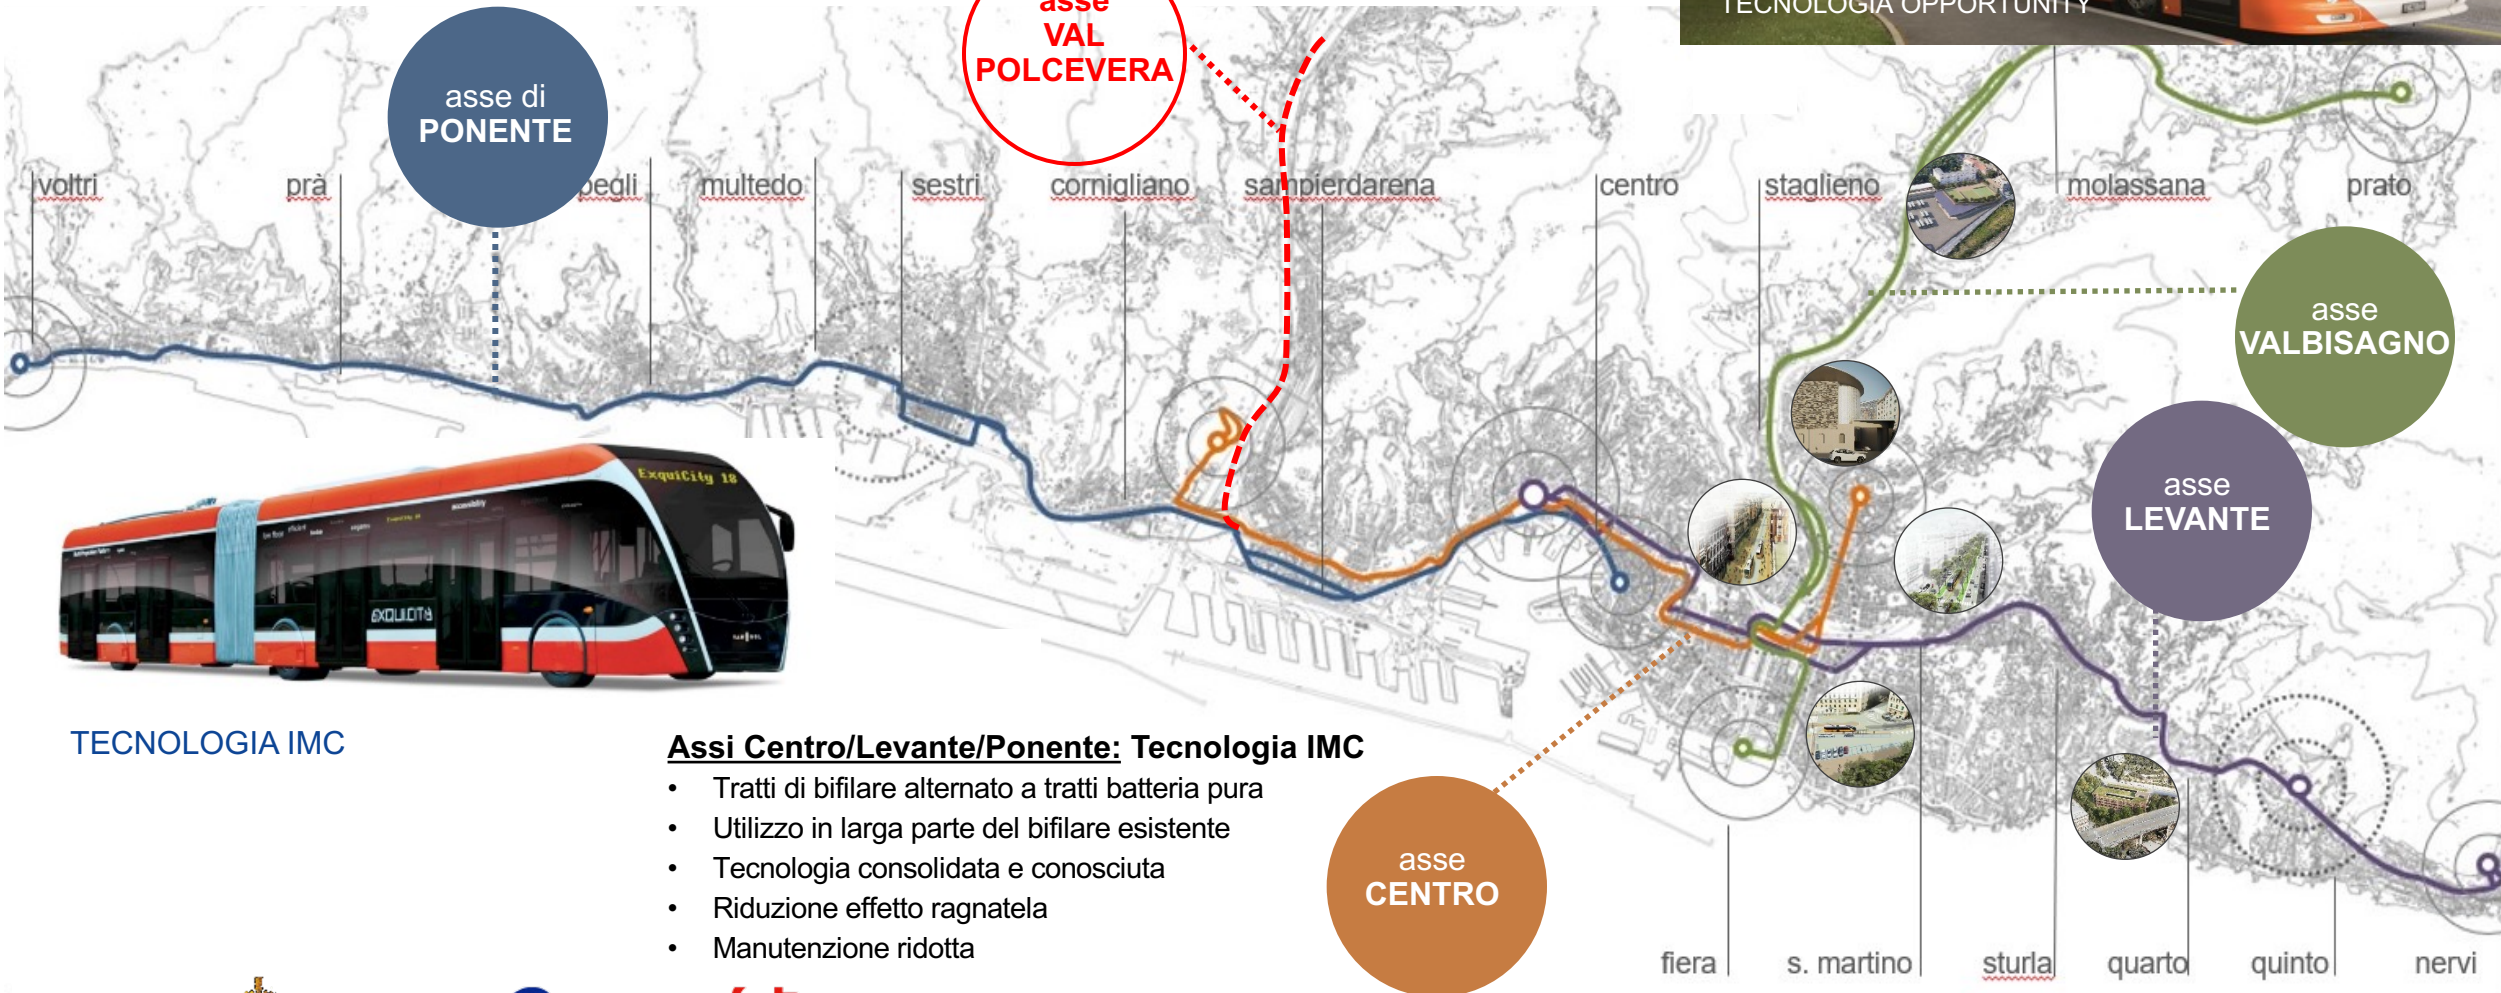 TECNOLOGIA OPPORTUNITY
asse
VAL
POLCEVERA
asse di
PONENTE
voltri
prà
pegli
multedo
sestri
cornigliano
sampierdarena
centro
staglieno
molassana
prato
asse
VALBISAGNO
asse
LEVANTE
ExquiCity 18
accessibility
EXQUICITY
TECNOLOGIA IMC
Assi Centro/Levante/Ponente: Tecnologia IMC
• Tratti di bifilare alternato a tratti batteria pura
• Utilizzo in larga parte del bifilare esistente
• Tecnologia consolidata e conosciuta
• Riduzione effetto ragnatela
• Manutenzione ridotta
asse
CENTRO
fiera
s. martino
sturla
quarto
quinto
nervi